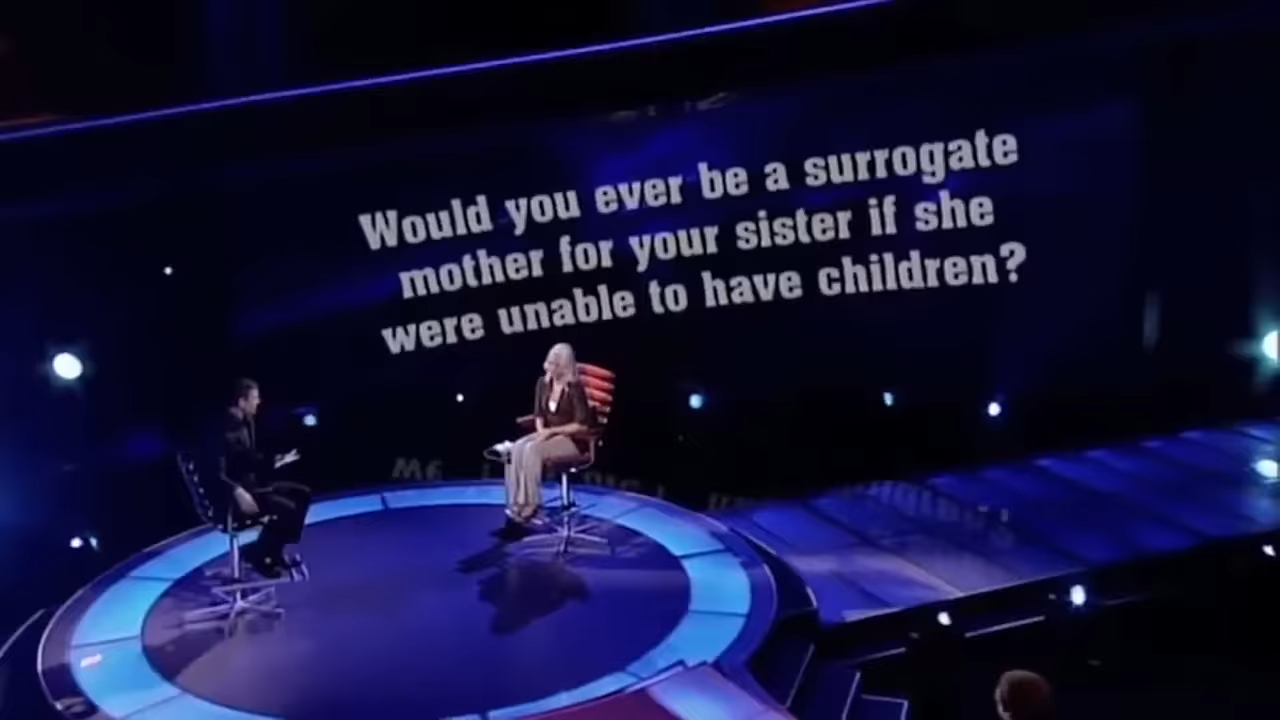 Would you ever be a surrogate
mother for your sister if she
were unable to have children?